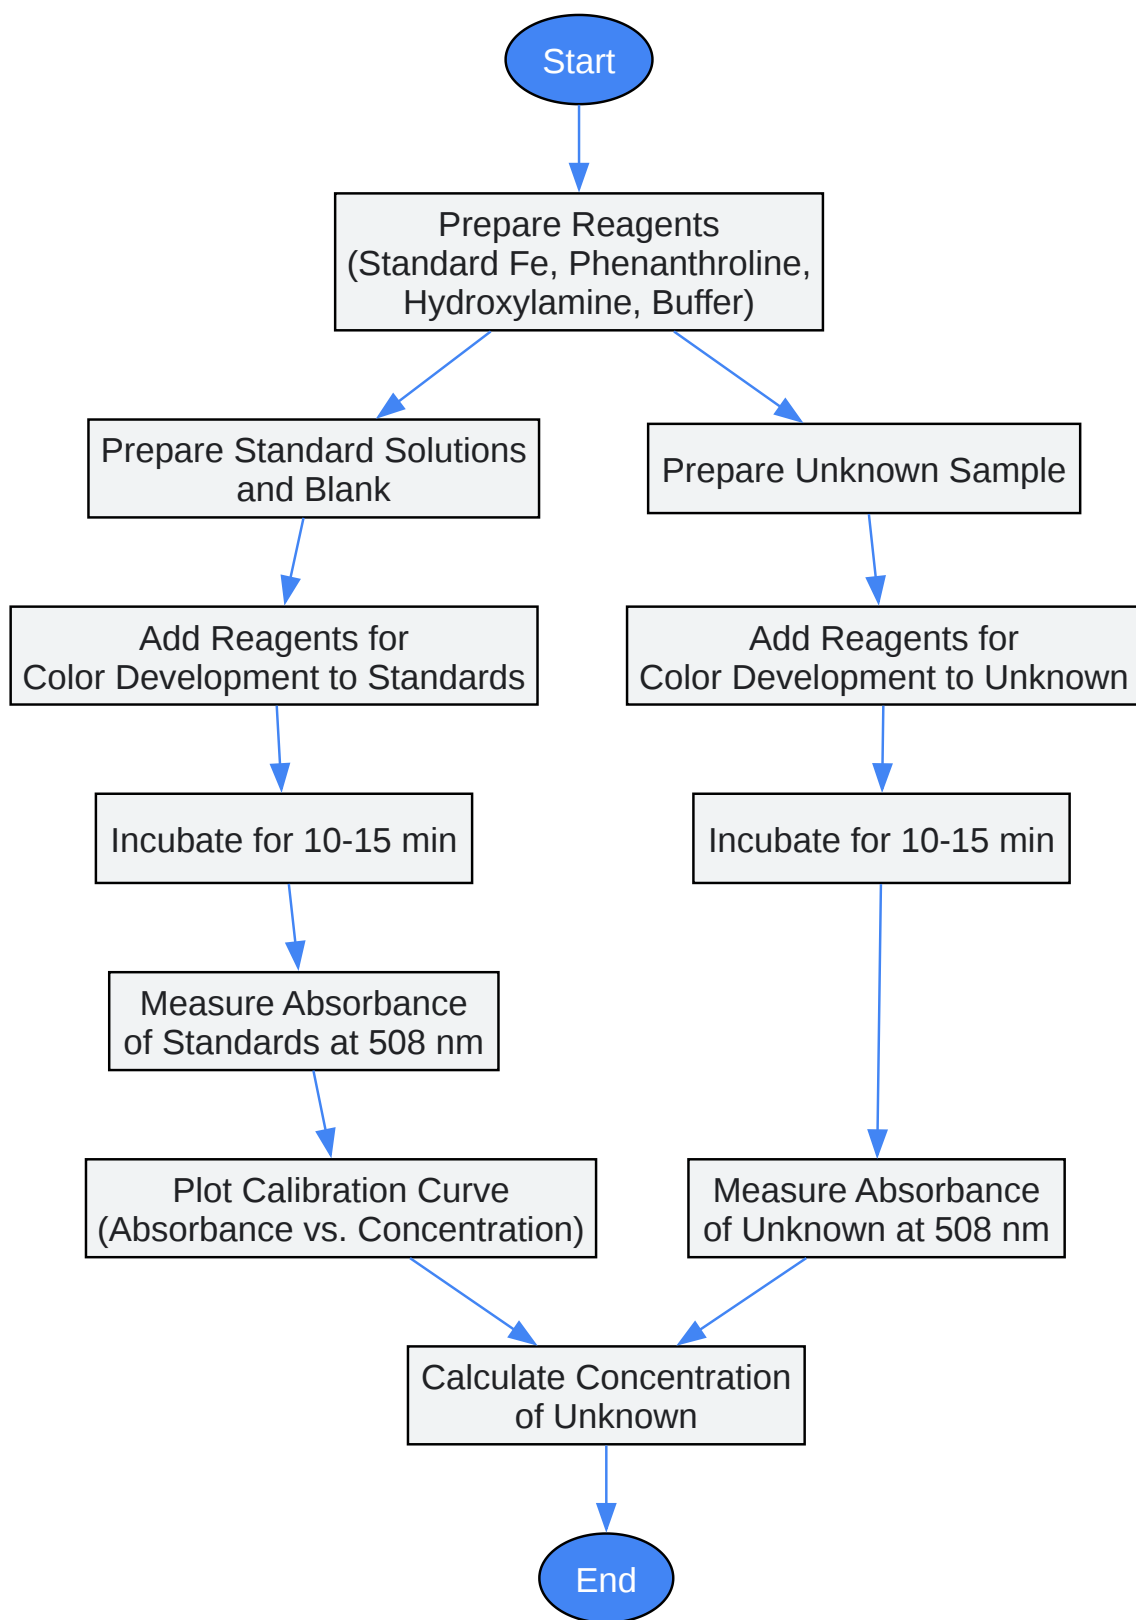 Start
Prepare Reagents
(Standard Fe, Phenanthroline,
Hydroxylamine, Buffer)
Prepare Standard Solutions
and Blank
Prepare Unknown Sample
Add Reagents for
Color Development to Standards
Add Reagents for
Color Development to Unknown
Incubate for 10-15 min
Incubate for 10-15 min
Measure Absorbance
of Standards at 508 nm
Plot Calibration Curve
(Absorbance vs. Concentration)
Measure Absorbance
of Unknown at 508 nm
Calculate Concentration
of Unknown
End